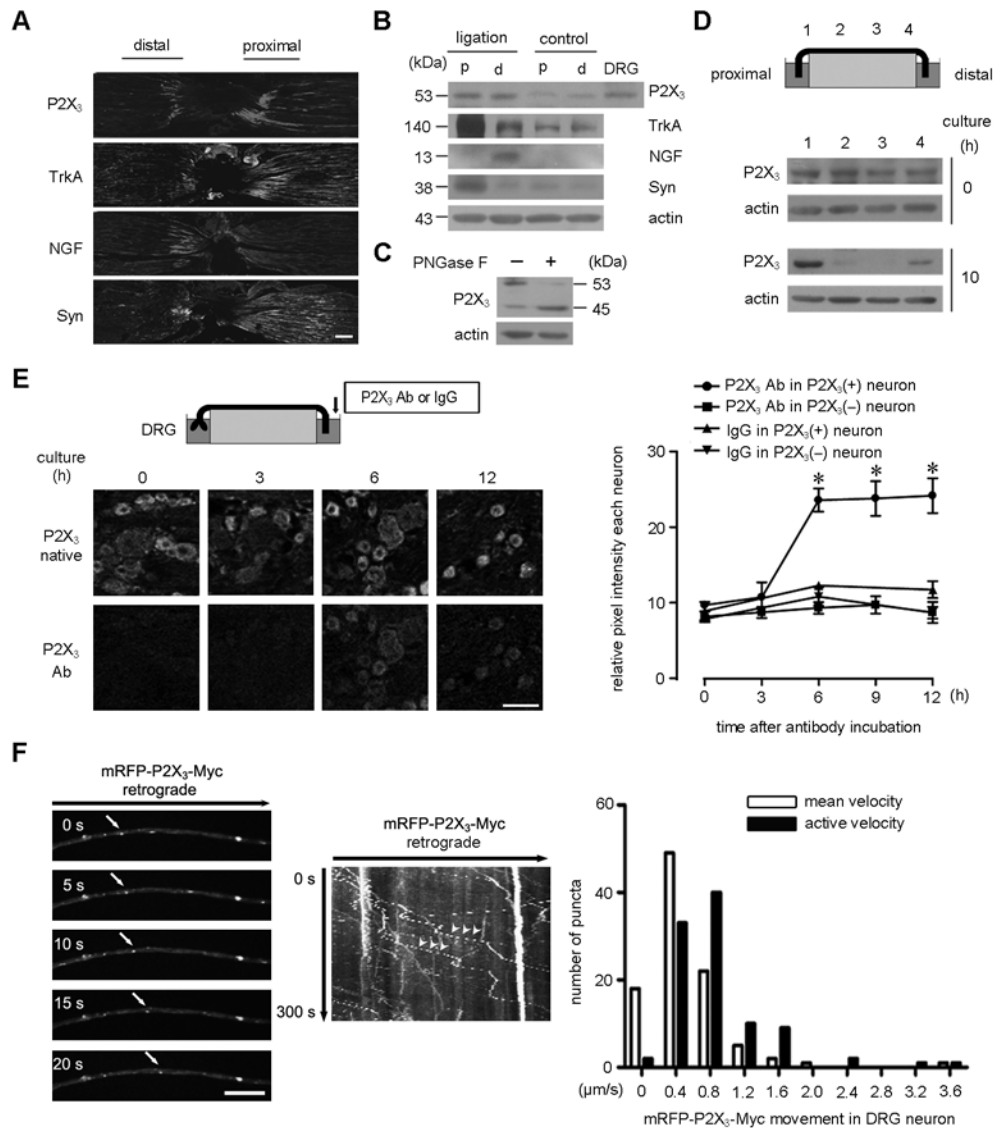 A
distal proximal
P2X₃
TrkA
NGF
Syn
B
ligation control
(kDa) p d p d DRG
53 P2X₃
140 TrkA
13 NGF
38 Syn
43 actin
C
PNGase F − + (kDa)
P2X₃ 53
45
actin
D
1 2 3 4
proximal distal
culture
(h)
1 2 3 4
P2X₃
actin
0
P2X₃
actin
10
E
P2X₃ Ab or IgG
DRG
culture
(h)
0 3 6 12
P2X₃
native
P2X₃
Ab
P2X₃ Ab in P2X₃(+) neuron
P2X₃ Ab in P2X₃(−) neuron
IgG in P2X₃(+) neuron
IgG in P2X₃(−) neuron
relative pixel intensity each neuron
30
20
10
0
* * *
0 3 6 9 12 (h)
time after antibody incubation
F
mRFP-P2X₃-Myc
retrograde
0 s
5 s
10 s
15 s
20 s
mRFP-P2X₃-Myc
retrograde
0 s
300 s
mean velocity
active velocity
number of puncta
60
40
20
0
(μm/s) 0 0.4 0.8 1.2 1.6 2.0 2.4 2.8 3.2 3.6
mRFP-P2X₃-Myc movement in DRG neuron